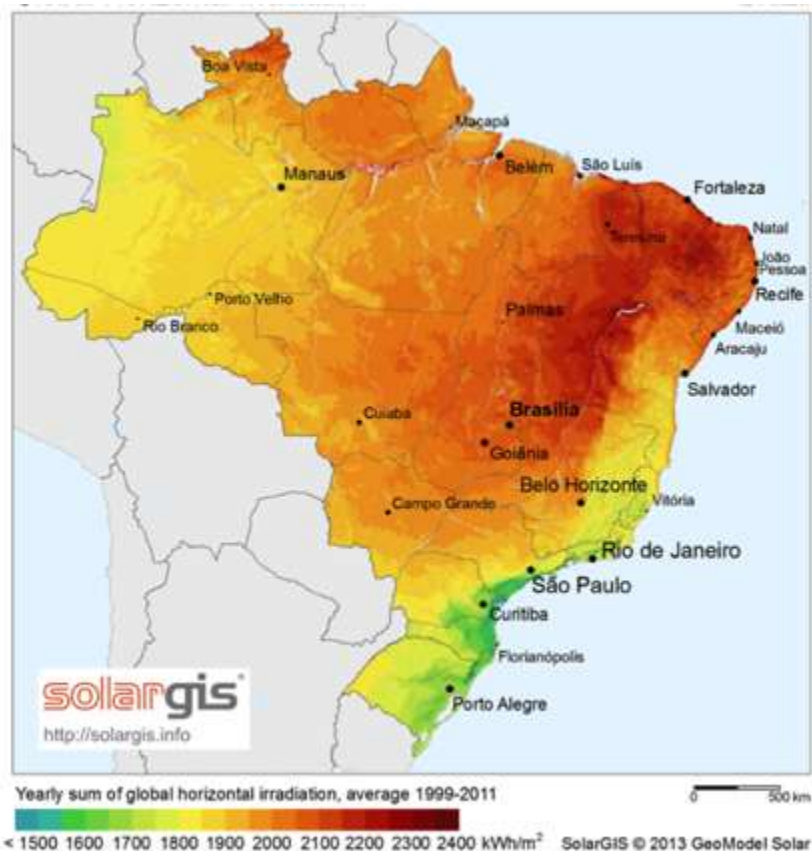 Boa Vista
Macapá
Belém
São Luís
Manaus
Fortaleza
Teresina
Natal
João
Pessoa
Porto Velho
Palmas
Recife
Rio Branco
Maceió
Aracaju
Salvador
Cuiaba
Brasília
Goiânia
Belo Horizonte
Campo Grande
Vitória
Rio de Janeiro
São Paulo
Curitiba
Florianópolis
Porto Alegre
solargis
http://solargis.info
Yearly sum of global horizontal irradiation, average 1999-2011
0 500 km
< 1500 1600 1700 1800 1900 2000 2100 2200 2300 2400 kWh/m²
SolarGIS © 2013 GeoModel Solar